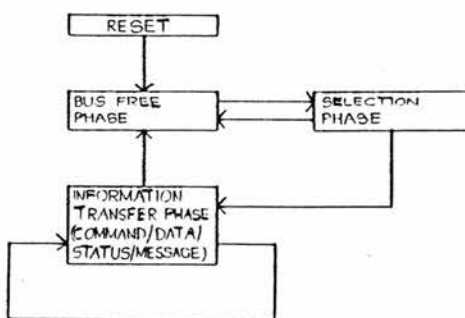 RESET
BUS FREE
PHASE
SELECTION
PHASE
INFORMATION
TRANSFER PHASE
(COMMAND/DATA/
STATUS/MESSAGE)